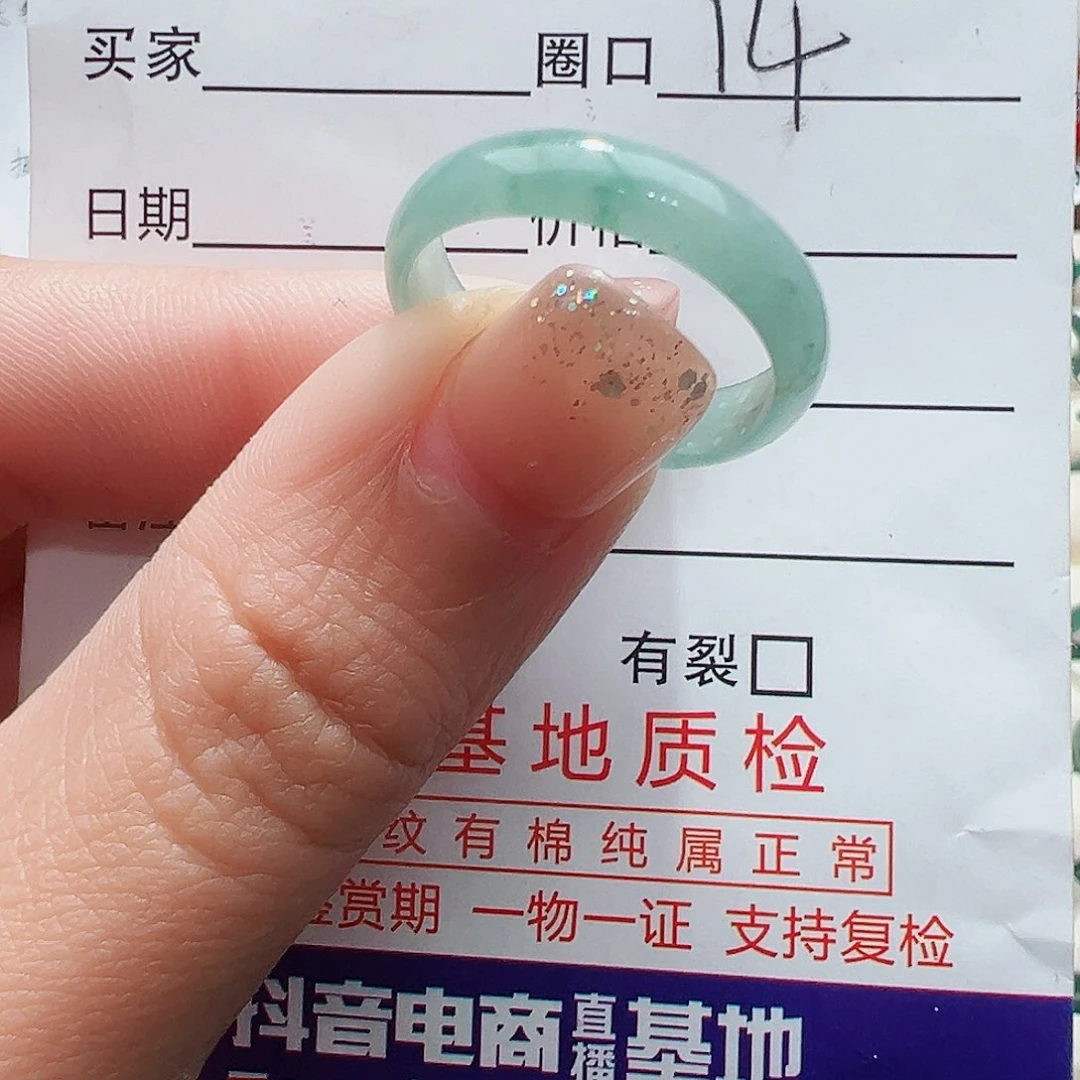 买家 圈口 14
日期
有裂
基地质检
纹有棉纯属正常
鉴赏期 一物一证 支持复检
抖音电商直播基地